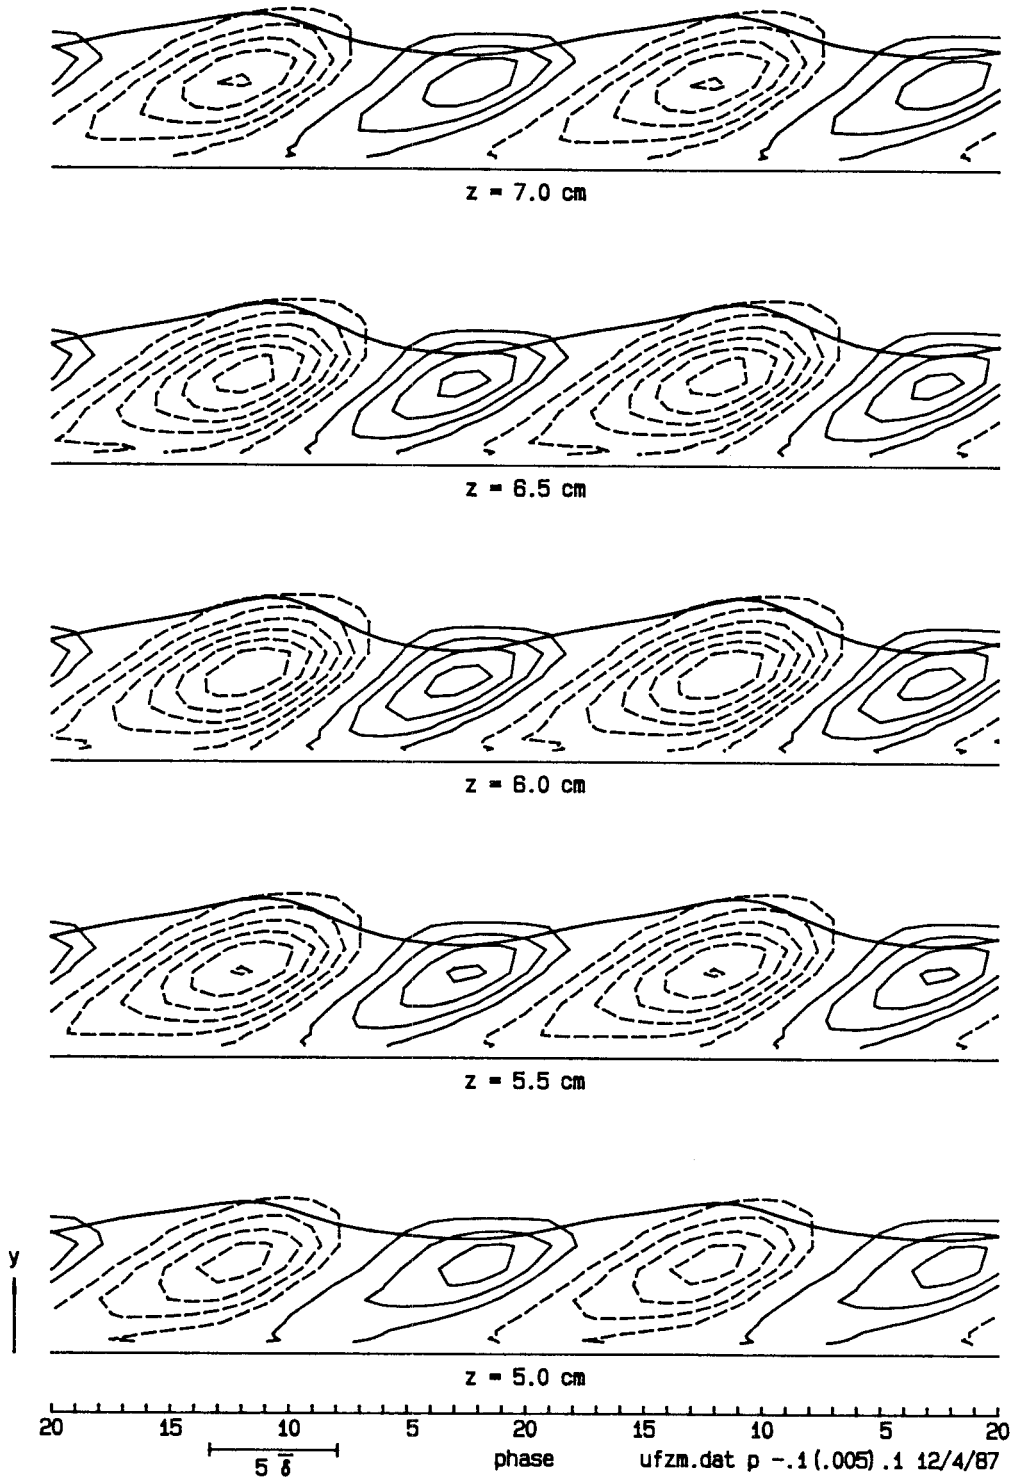 z = 7.0 cm
z = 6.5 cm
z = 6.0 cm
z = 5.5 cm
y
z = 5.0 cm
20 15 10 5 20 15 10 5 20
5 δ̄ phase ufzm.dat p -.1(.005).1 12/4/87